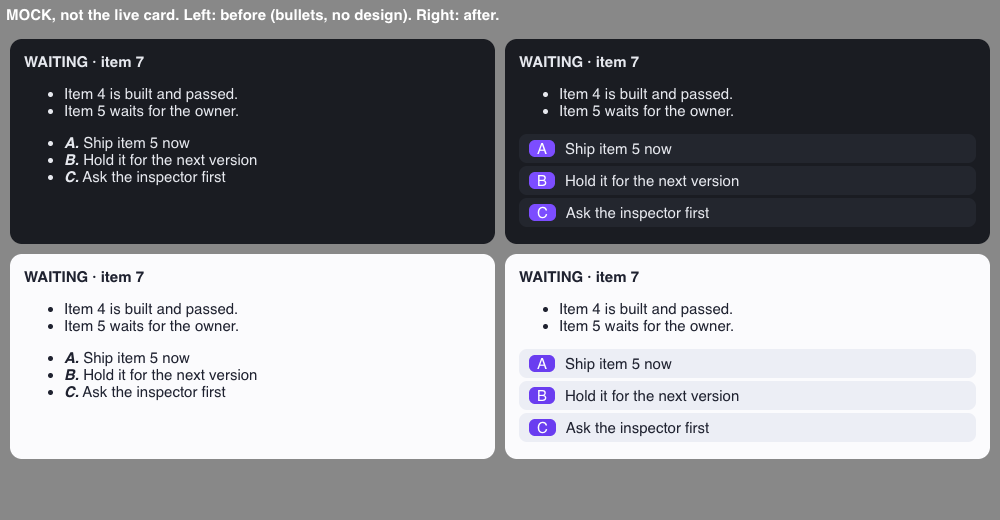 MOCK, not the live card. Left: before (bullets, no design). Right: after.
WAITING · item 7
• Item 4 is built and passed.
• Item 5 waits for the owner.
• A. Ship item 5 now
• B. Hold it for the next version
• C. Ask the inspector first
WAITING · item 7
• Item 4 is built and passed.
• Item 5 waits for the owner.
A Ship item 5 now
B Hold it for the next version
C Ask the inspector first
WAITING · item 7
• Item 4 is built and passed.
• Item 5 waits for the owner.
• A. Ship item 5 now
• B. Hold it for the next version
• C. Ask the inspector first
WAITING · item 7
• Item 4 is built and passed.
• Item 5 waits for the owner.
A Ship item 5 now
B Hold it for the next version
C Ask the inspector first